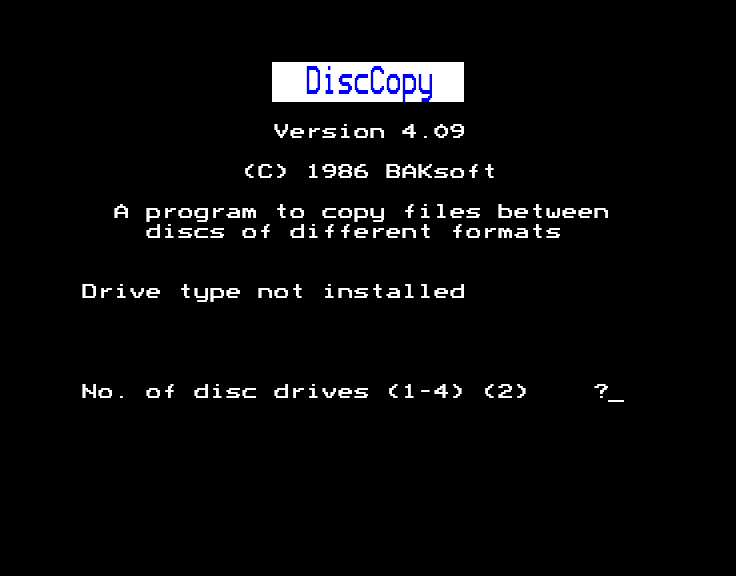 DiscCopy
Version 4.09
(C) 1986 BAKsoft
A program to copy files between
discs of different formats
Drive type not installed
No. of disc drives (1-4) (2) ?_